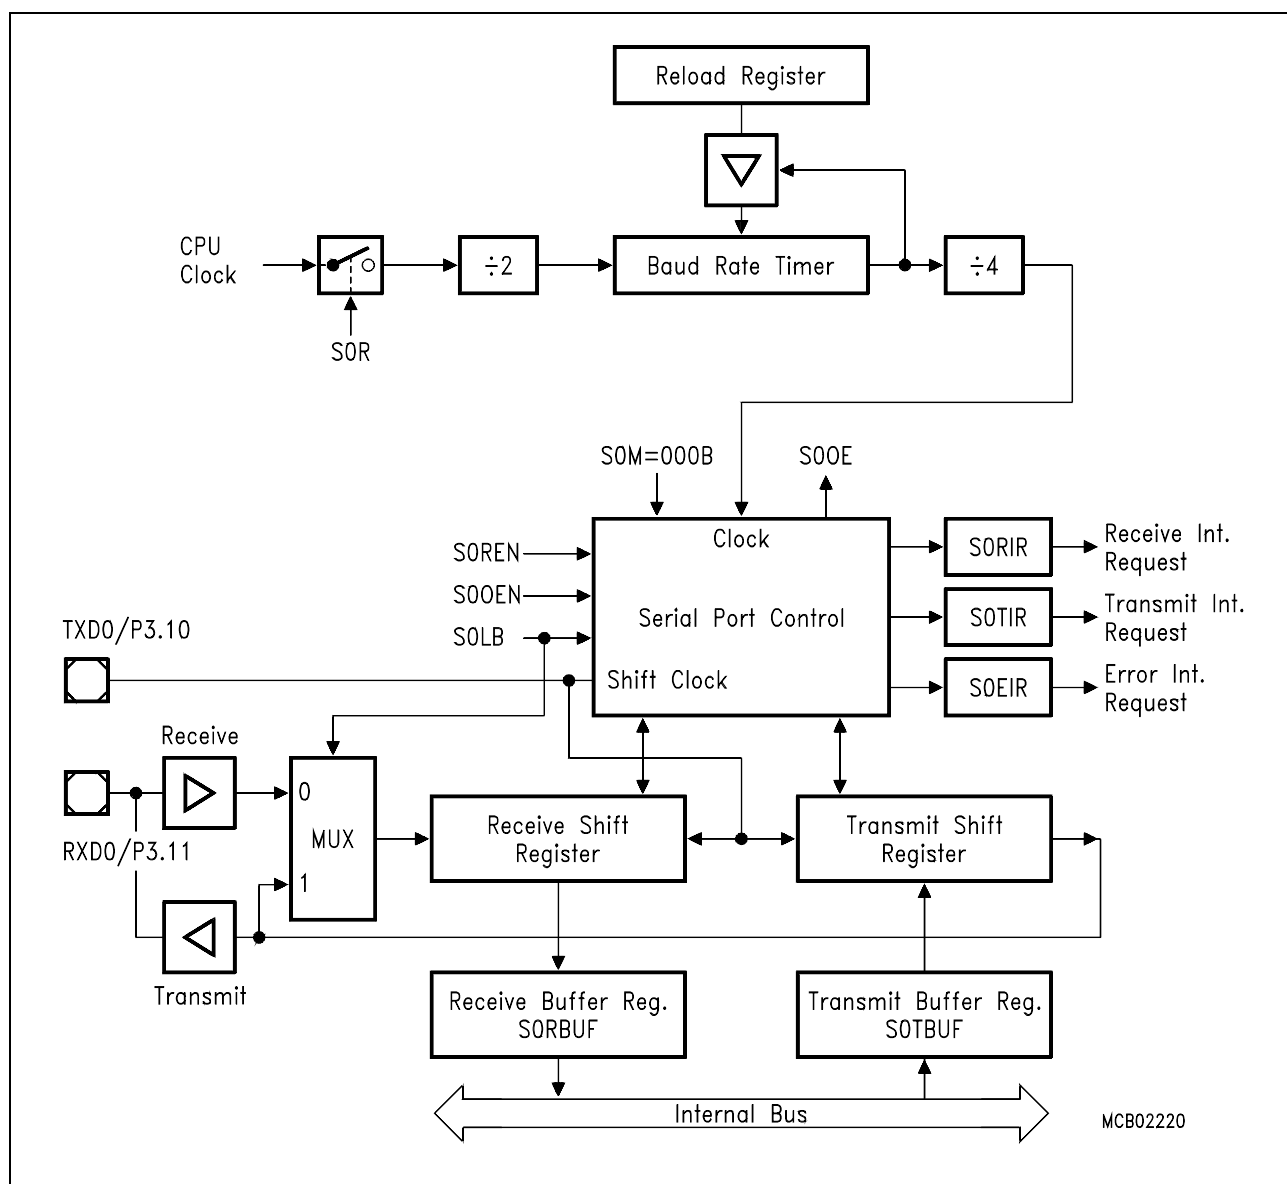 Reload Register
CPU
Clock
÷2
Baud Rate Timer
÷4
S0R
S0M=000B
S0OE
Clock
S0REN
S0OEN
S0LB
Serial Port Control
Shift Clock
S0RIR
Receive Int.
Request
S0TIR
Transmit Int.
Request
S0EIR
Error Int.
Request
TXD0/P3.10
Receive
RXD0/P3.11
0
MUX
1
Receive Shift
Register
Transmit Shift
Register
Transmit
Receive Buffer Reg.
S0RBUF
Transmit Buffer Reg.
S0TBUF
Internal Bus
MCB02220